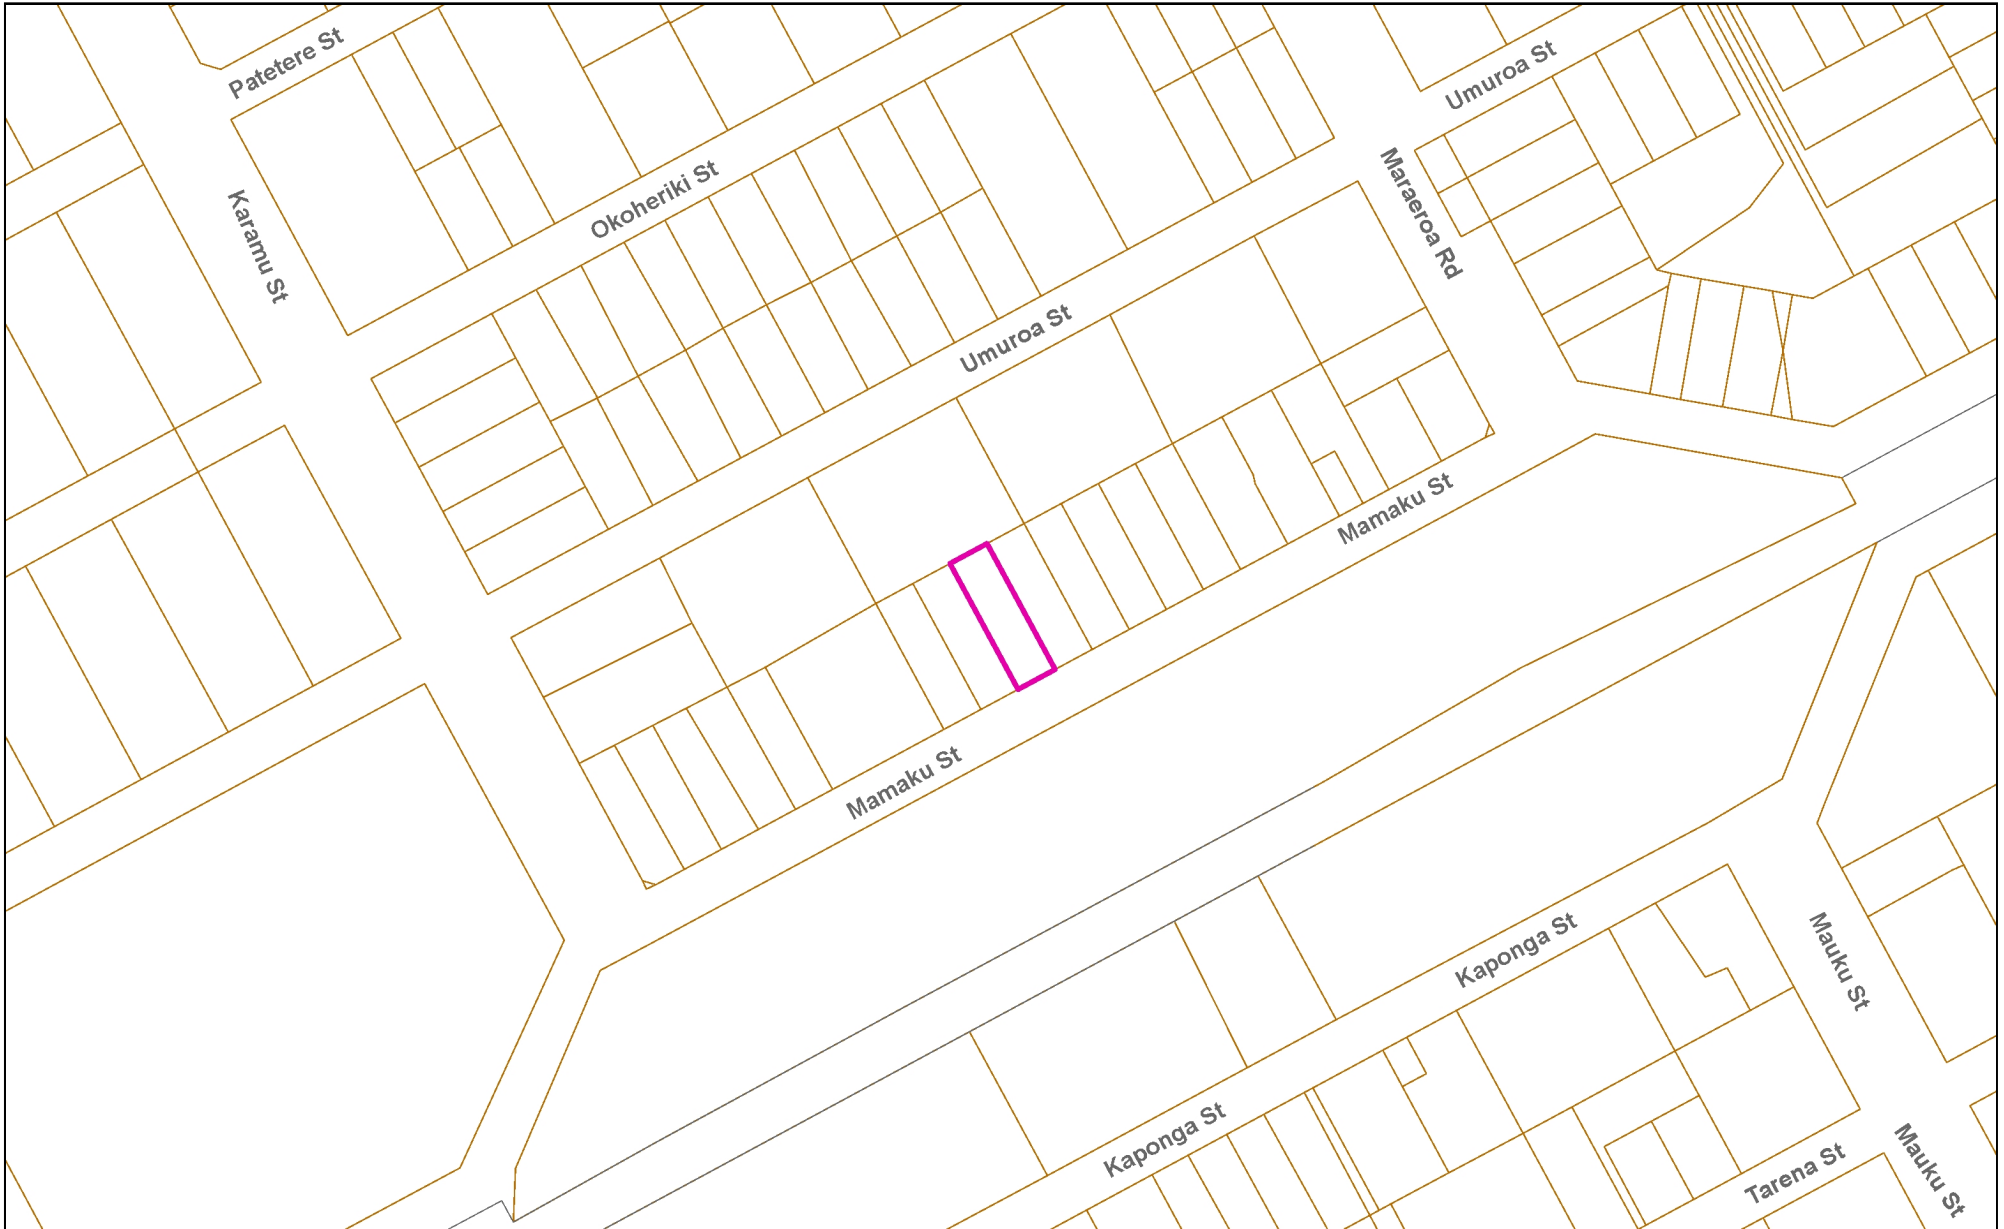 Patetere St
Umuroa St
Okoheriki St
Maraeroa Rd
Karamu St
Umuroa St
Mamaku St
Mamaku St
Kaponga St
Mauku St
Kaponga St
Tarena St
Mauku St